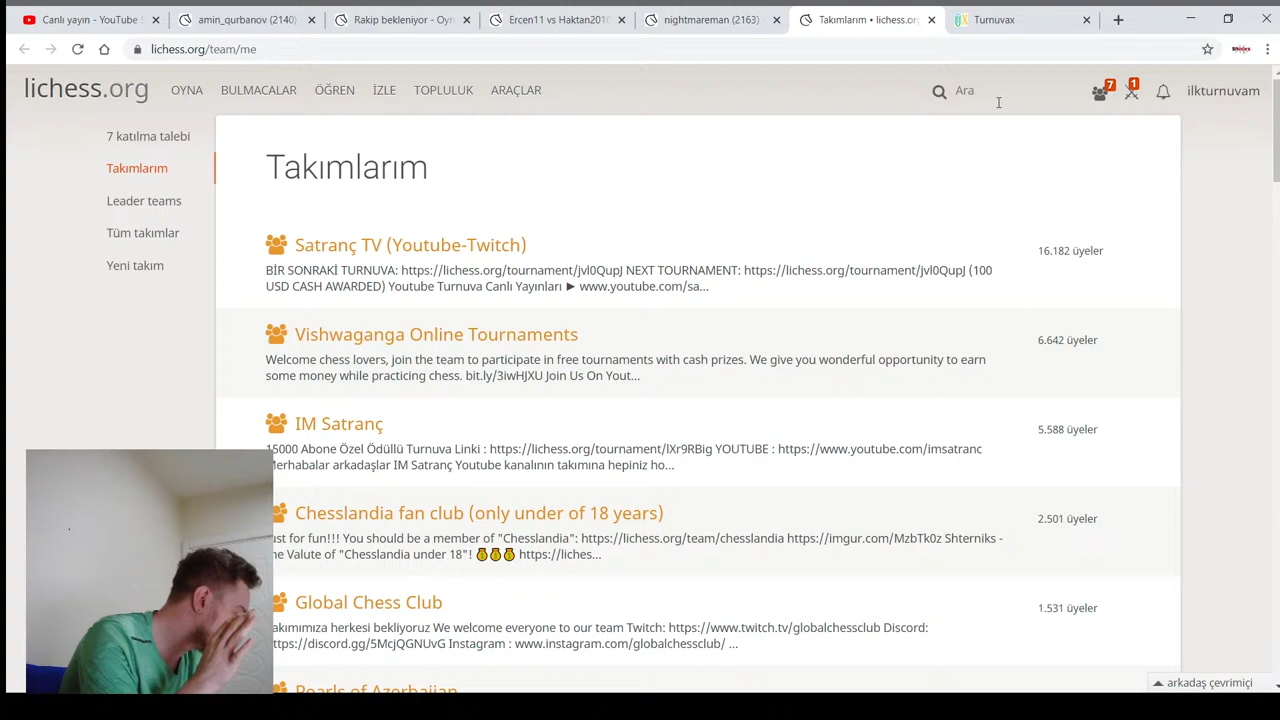 Canlı yayın - YouTube S
amin_qurbanov (2140)
Rakip bekleniyor - Oyn
Ercen11 vs Haktan2010
nightmareman (2163) -
Takımlarım • lichess.org
Turnuvax
lichess.org/team/me
lichess.org
OYNA
BULMACALAR
ÖĞREN
İZLE
TOPLULUK
ARAÇLAR
Ara
7
1
ilkturnuvam
7 katılma talebi
Takımlarım
Leader teams
Tüm takımlar
Yeni takım
Takımlarım
Satranç TV (Youtube-Twitch)
16.182 üyeler
BİR SONRAKİ TURNUVA: https://lichess.org/tournament/jvl0QupJ NEXT TOURNAMENT: https://lichess.org/tournament/jvl0QupJ (100
USD CASH AWARDED) Youtube Turnuva Canlı Yayınları ► www.youtube.com/sa...
Vishwaganga Online Tournaments
6.642 üyeler
Welcome chess lovers, join the team to participate in free tournaments with cash prizes. We give you wonderful opportunity to earn
some money while practicing chess. bit.ly/3iwHJXU Join Us On Yout...
IM Satranç
5.588 üyeler
15000 Abone Özel Ödüllü Turnuva Linki : https://lichess.org/tournament/lXr9RBig YOUTUBE : https://www.youtube.com/imsatranc
Merhabalar arkadaşlar IM Satranç Youtube kanalının takımına hepiniz ho...
Chesslandia fan club (only under of 18 years)
2.501 üyeler
ust for fun!!! You should be a member of "Chesslandia": https://lichess.org/team/chesslandia https://imgur.com/MzbTk0z Shterniks -
he Valute of "Chesslandia under 18"! 💰💰💰 https://liches...
Global Chess Club
1.531 üyeler
akımımıza herkesi bekliyoruz We welcome everyone to our team Twitch: https://www.twitch.tv/globalchessclub Discord:
ttps://discord.gg/5McjQGNUvG Instagram : www.instagram.com/globalchessclub/ ...
Pearls of Azerbaijan
arkadaş çevrimiçi